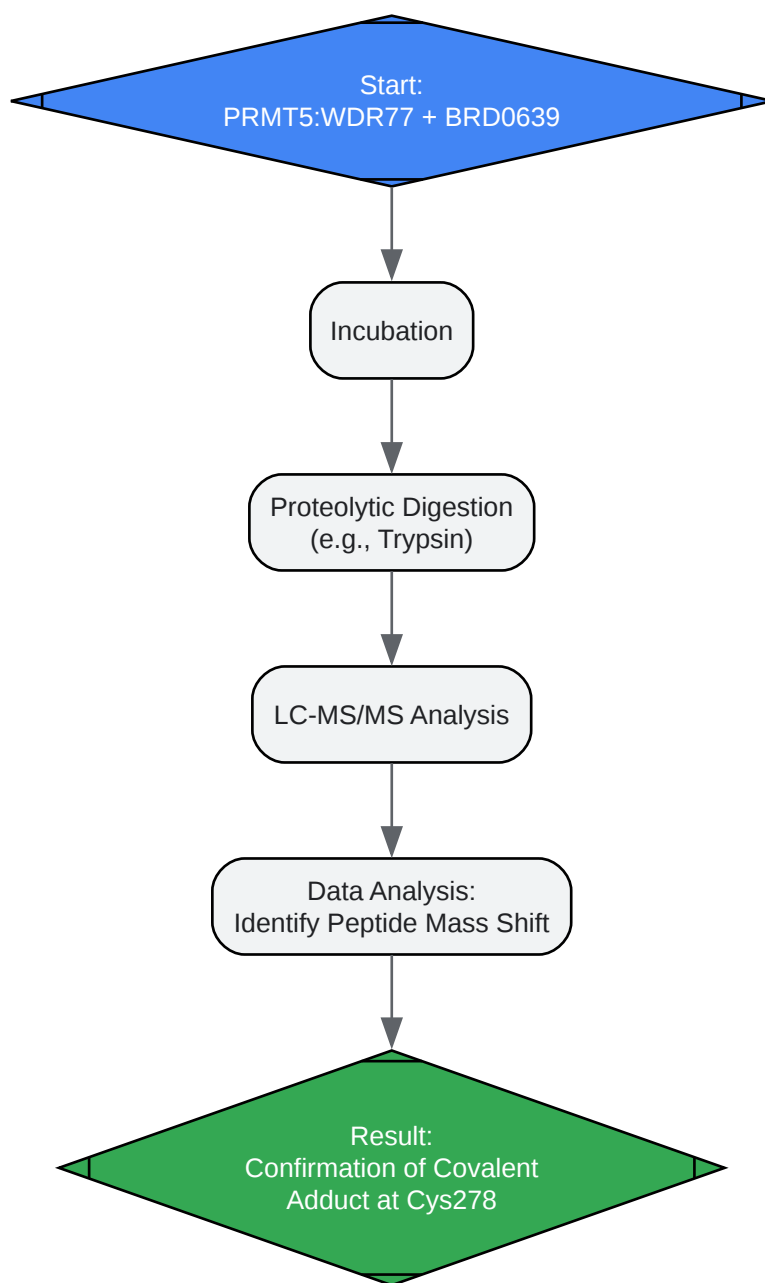 Start:
PRMT5:WDR77 + BRD0639
Incubation
Proteolytic Digestion
(e.g., Trypsin)
LC-MS/MS Analysis
Data Analysis:
Identify Peptide Mass Shift
Result:
Confirmation of Covalent
Adduct at Cys278